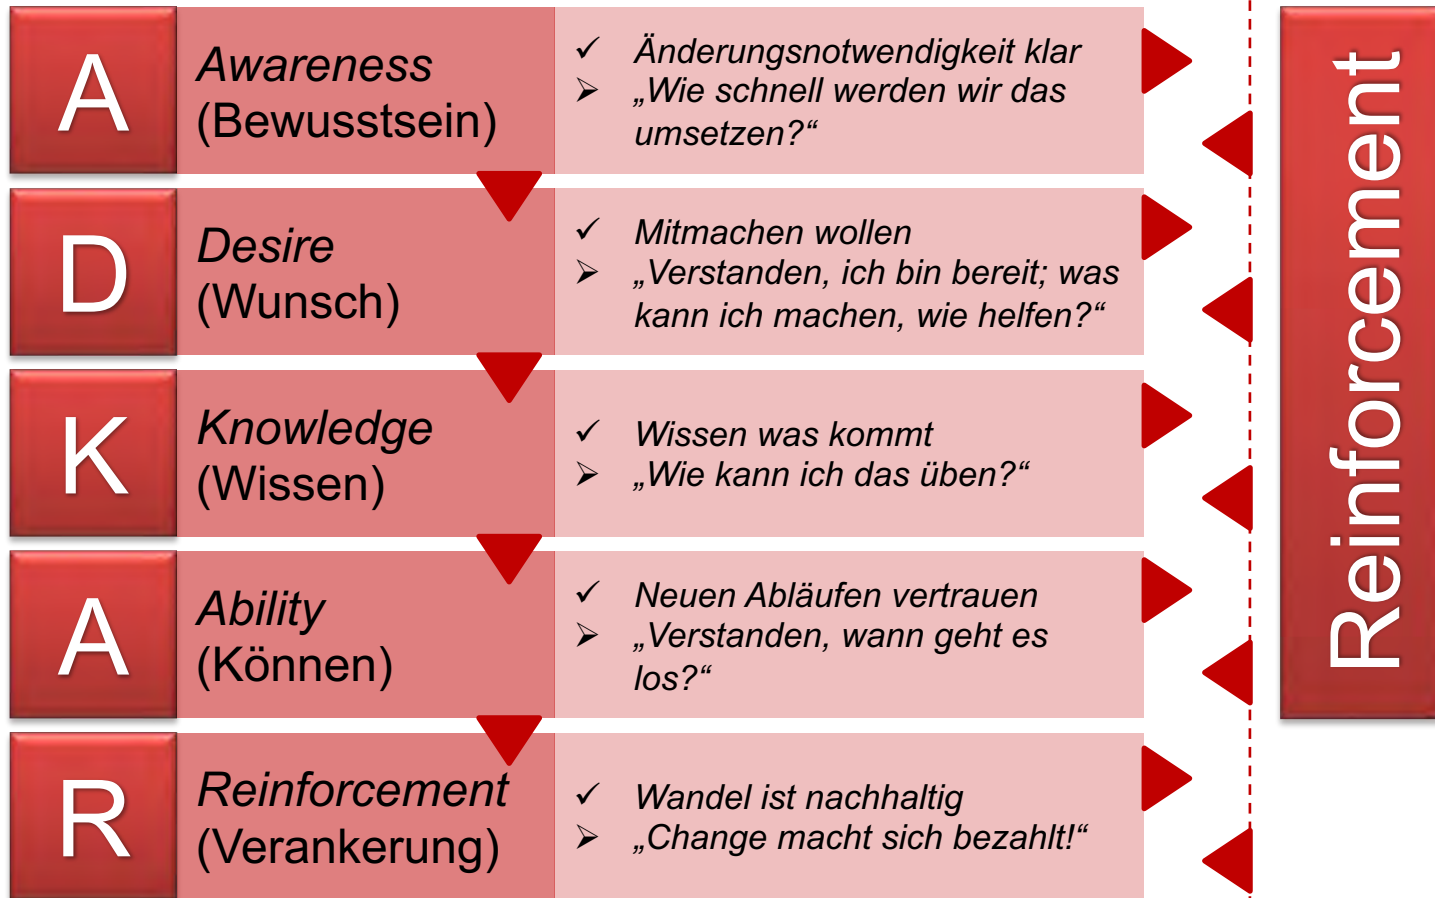 A
Awareness
(Bewusstsein)
✓ Änderungsnotwendigkeit klar
➢ „Wie schnell werden wir das
umsetzen?“
D
Desire
(Wunsch)
✓ Mitmachen wollen
➢ „Verstanden, ich bin bereit; was
kann ich machen, wie helfen?“
K
Knowledge
(Wissen)
✓ Wissen was kommt
➢ „Wie kann ich das üben?“
A
Ability
(Können)
✓ Neuen Abläufen vertrauen
➢ „Verstanden, wann geht es
los?“
R
Reinforcement
(Verankerung)
✓ Wandel ist nachhaltig
➢ „Change macht sich bezahlt!“
Reinforcement